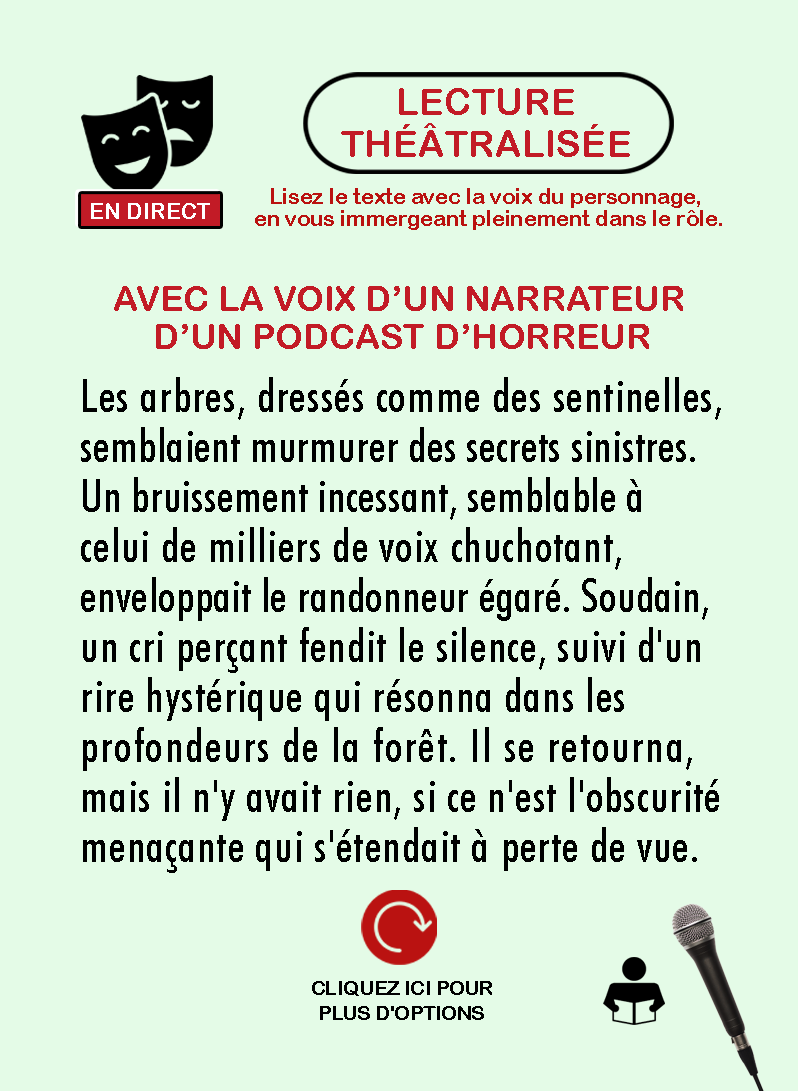 LECTURE
THÉÂTRALISÉE
EN DIRECT
Lisez le texte avec la voix du personnage,
en vous immergeant pleinement dans le rôle.
AVEC LA VOIX D’UN NARRATEUR
D’UN PODCAST D’HORREUR
Les arbres, dressés comme des sentinelles,
semblaient murmurer des secrets sinistres.
Un bruissement incessant, semblable à
celui de milliers de voix chuchotant,
enveloppait le randonneur égaré. Soudain,
un cri perçant fendit le silence, suivi d'un
rire hystérique qui résonna dans les
profondeurs de la forêt. Il se retourna,
mais il n'y avait rien, si ce n'est l'obscurité
menaçante qui s'étendait à perte de vue.
CLIQUEZ ICI POUR
PLUS D'OPTIONS